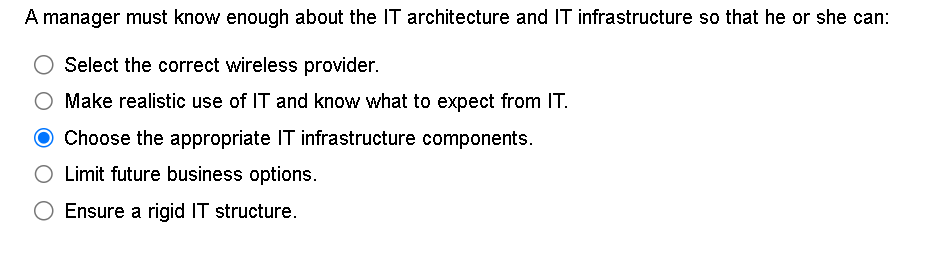 A manager must know enough about the IT architecture and IT infrastructure so that he or she can:
Select the correct wireless provider.
Make realistic use of IT and know what to expect from IT.
Choose the appropriate IT infrastructure components.
Limit future business options.
Ensure a rigid IT structure.